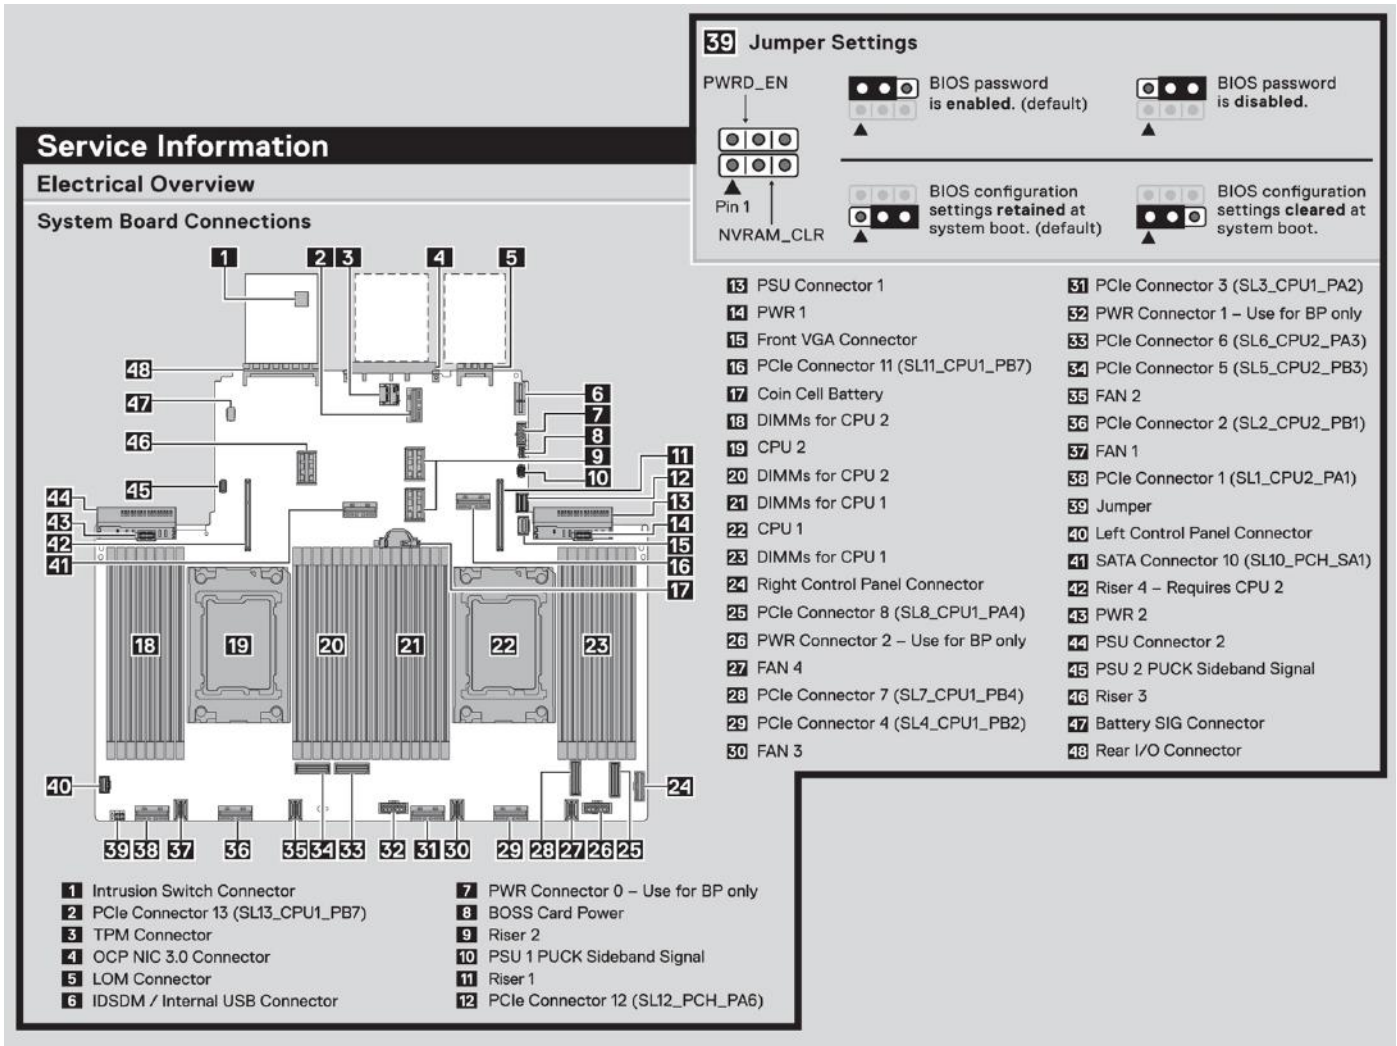 39 Jumper Settings
PWRD_EN
Pin 1
NVRAM_CLR
BIOS password
is enabled. (default)
BIOS password
is disabled.
BIOS configuration
settings retained at
system boot. (default)
BIOS configuration
settings cleared at
system boot.
Service Information
Electrical Overview
System Board Connections
1 2 3 4 5
48
47
46
45
44
43
42
41
40
6
7
8
9
10
11
12
13
14
15
16
17
18 19 20 21 22 23
24
39 38 37 36 35 34 33 32 31 30 29 28 27 26 25
1 Intrusion Switch Connector
2 PCIe Connector 13 (SL13_CPU1_PB7)
3 TPM Connector
4 OCP NIC 3.0 Connector
5 LOM Connector
6 IDSDM / Internal USB Connector
7 PWR Connector 0 – Use for BP only
8 BOSS Card Power
9 Riser 2
10 PSU 1 PUCK Sideband Signal
11 Riser 1
12 PCIe Connector 12 (SL12_PCH_PA6)
13 PSU Connector 1
14 PWR 1
15 Front VGA Connector
16 PCIe Connector 11 (SL11_CPU1_PB7)
17 Coin Cell Battery
18 DIMMs for CPU 2
19 CPU 2
20 DIMMs for CPU 2
21 DIMMs for CPU 1
22 CPU 1
23 DIMMs for CPU 1
24 Right Control Panel Connector
25 PCIe Connector 8 (SL8_CPU1_PA4)
26 PWR Connector 2 – Use for BP only
27 FAN 4
28 PCIe Connector 7 (SL7_CPU1_PB4)
29 PCIe Connector 4 (SL4_CPU1_PB2)
30 FAN 3
31 PCIe Connector 3 (SL3_CPU1_PA2)
32 PWR Connector 1 – Use for BP only
33 PCIe Connector 6 (SL6_CPU2_PA3)
34 PCIe Connector 5 (SL5_CPU2_PB3)
35 FAN 2
36 PCIe Connector 2 (SL2_CPU2_PB1)
37 FAN 1
38 PCIe Connector 1 (SL1_CPU2_PA1)
39 Jumper
40 Left Control Panel Connector
41 SATA Connector 10 (SL10_PCH_SA1)
42 Riser 4 – Requires CPU 2
43 PWR 2
44 PSU Connector 2
45 PSU 2 PUCK Sideband Signal
46 Riser 3
47 Battery SIG Connector
48 Rear I/O Connector